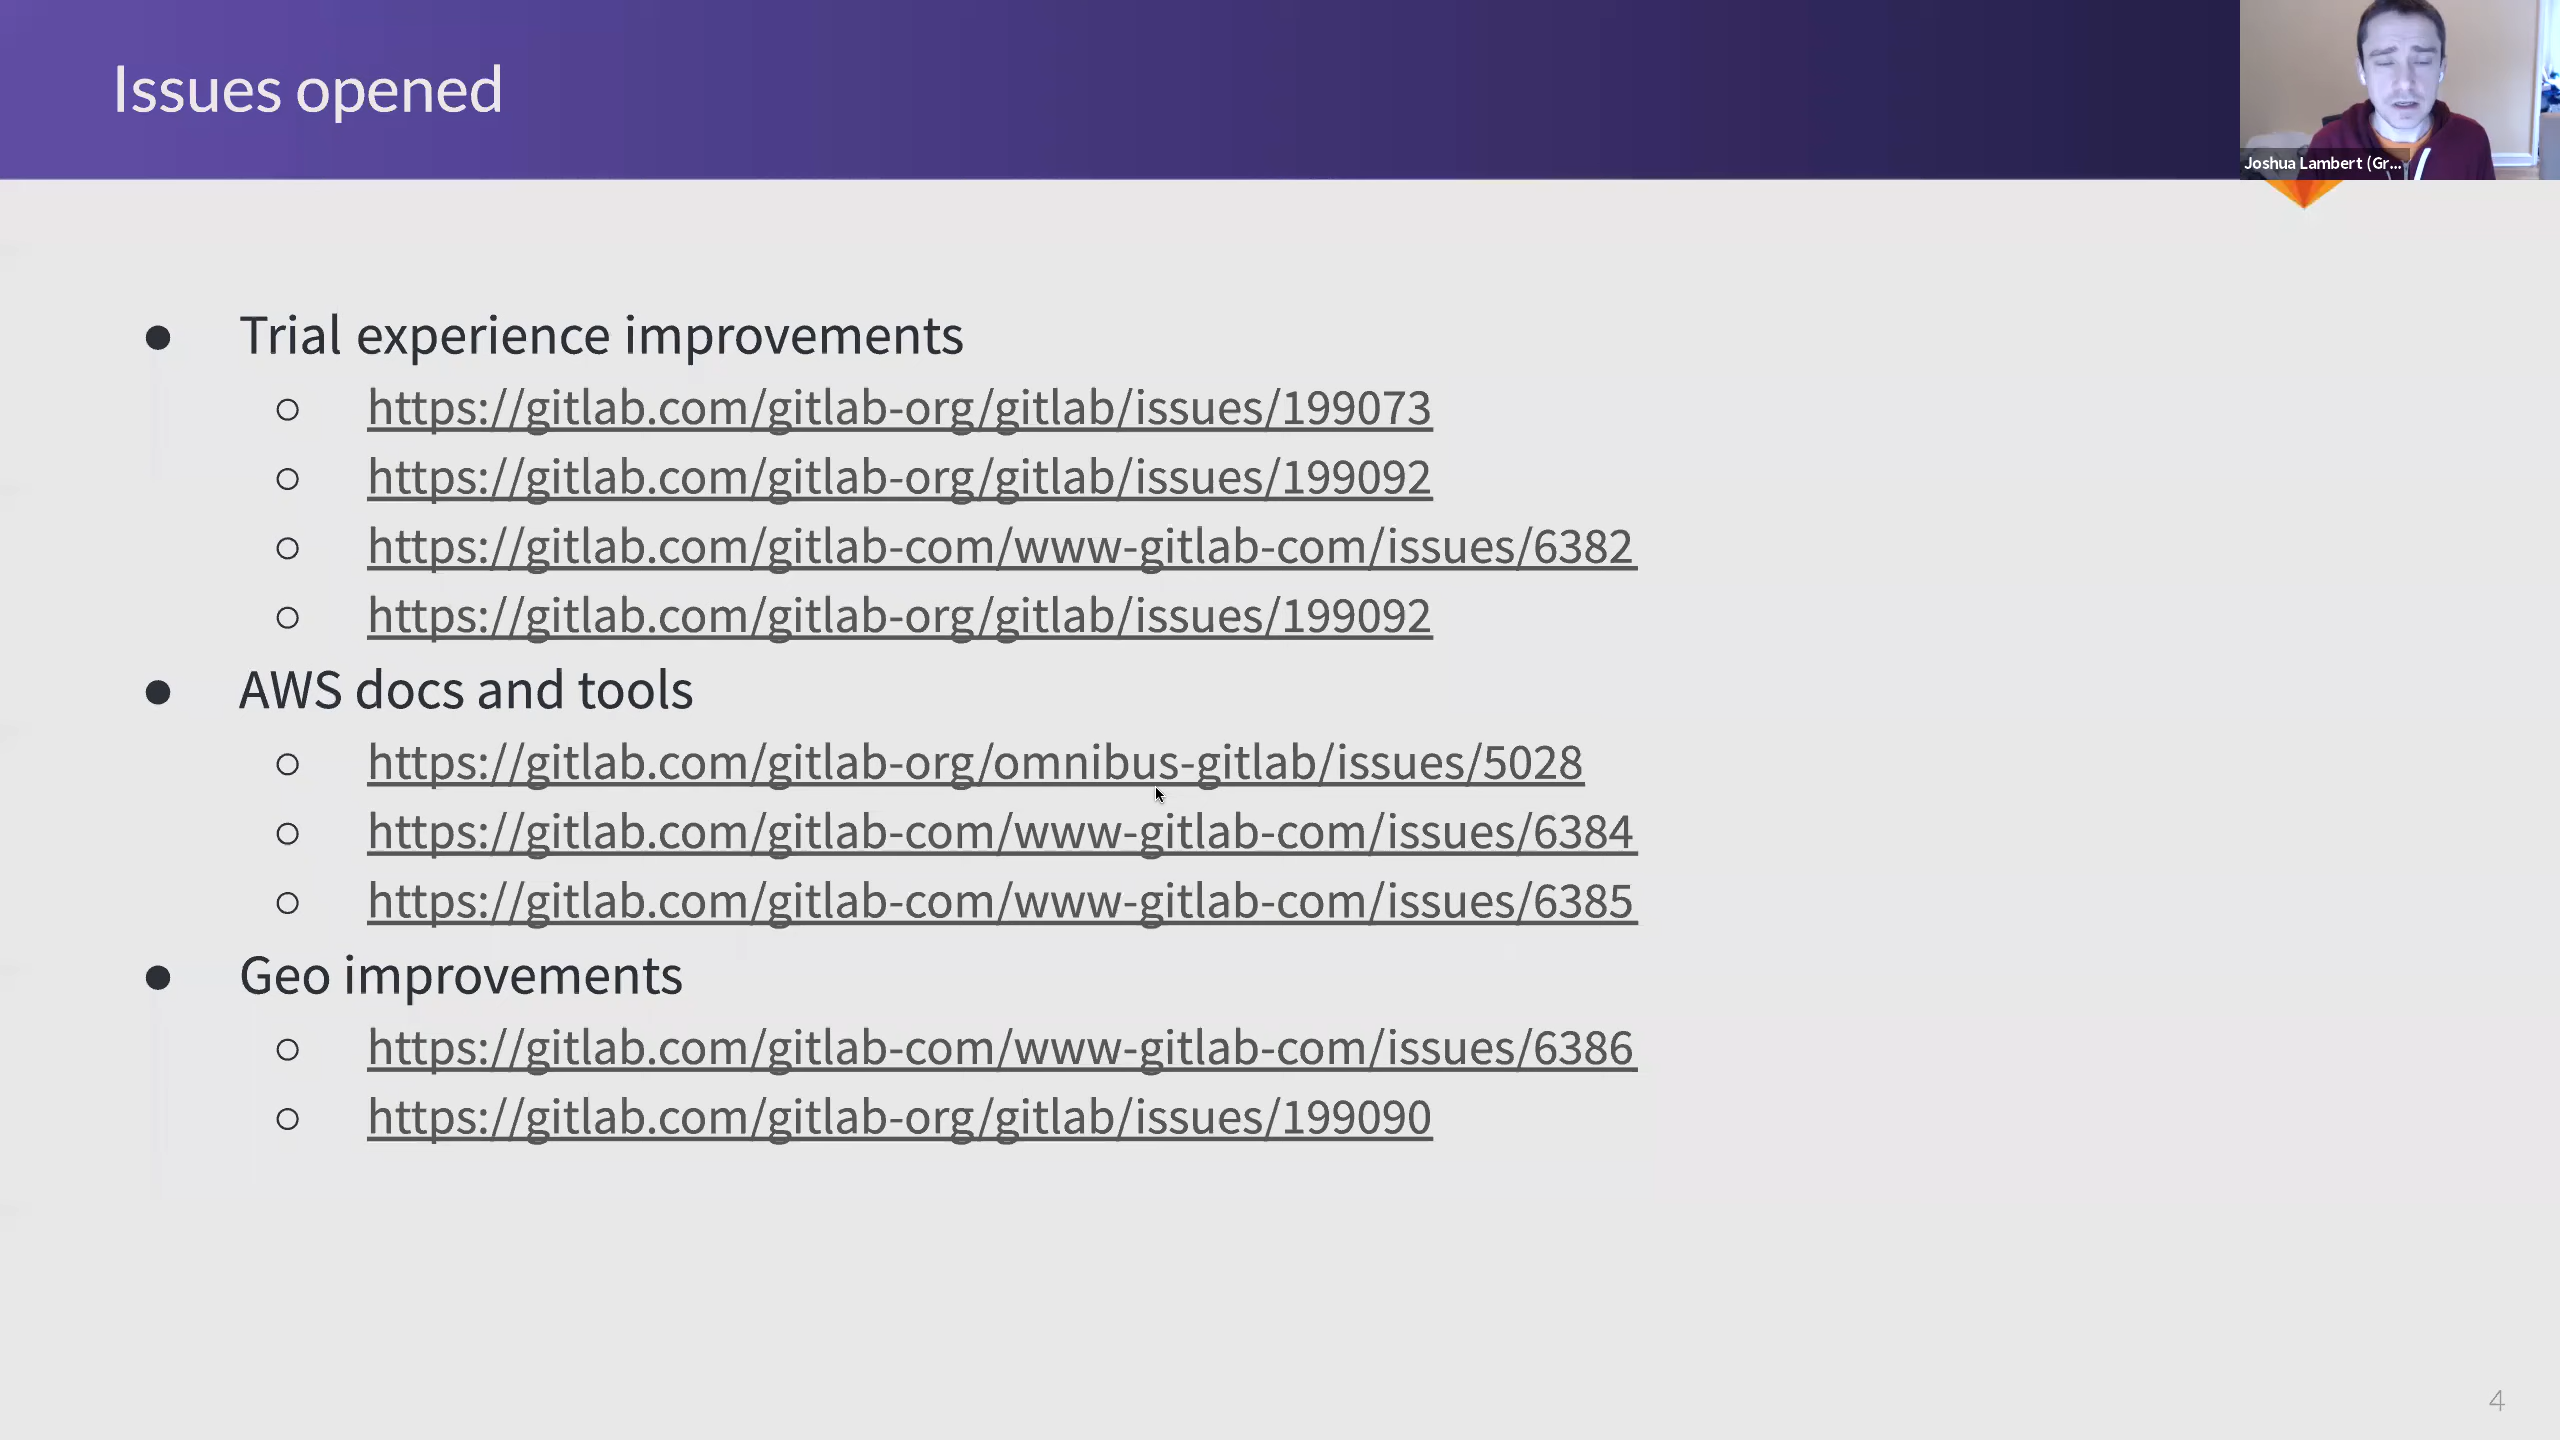 Issues opened
Joshua Lambert (Gr...
● Trial experience improvements
○ https://gitlab.com/gitlab-org/gitlab/issues/199073
○ https://gitlab.com/gitlab-org/gitlab/issues/199092
○ https://gitlab.com/gitlab-com/www-gitlab-com/issues/6382
○ https://gitlab.com/gitlab-org/gitlab/issues/199092
● AWS docs and tools
○ https://gitlab.com/gitlab-org/omnibus-gitlab/issues/5028
○ https://gitlab.com/gitlab-com/www-gitlab-com/issues/6384
○ https://gitlab.com/gitlab-com/www-gitlab-com/issues/6385
● Geo improvements
○ https://gitlab.com/gitlab-com/www-gitlab-com/issues/6386
○ https://gitlab.com/gitlab-org/gitlab/issues/199090
4